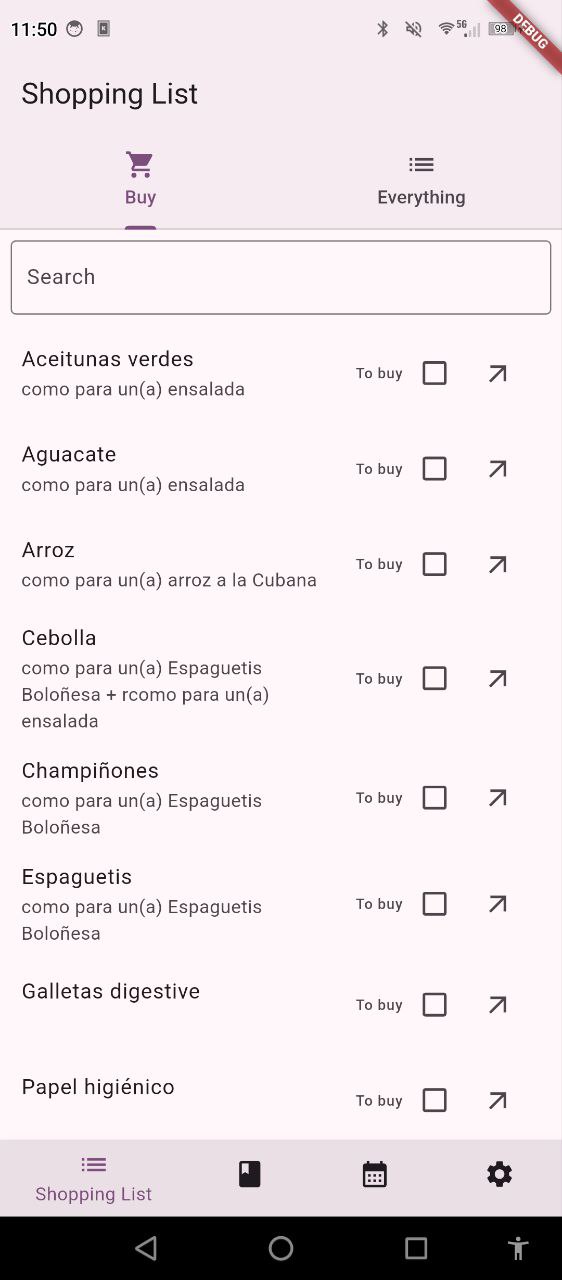 11:50
5G
98
DEBUG
Shopping List
Buy
Everything
Search
Aceitunas verdes
como para un(a) ensalada
To buy
Aguacate
como para un(a) ensalada
To buy
Arroz
como para un(a) arroz a la Cubana
To buy
Cebolla
como para un(a) Espaguetis
Boloñesa + rcomo para un(a)
ensalada
To buy
Champiñones
como para un(a) Espaguetis
Boloñesa
To buy
Espaguetis
como para un(a) Espaguetis
Boloñesa
To buy
Galletas digestive
To buy
Papel higiénico
To buy
Shopping List